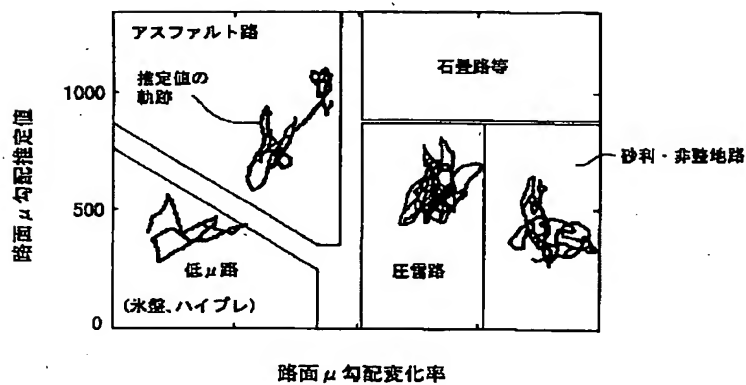 アスファルト路
石畳路等
推定値の
軌跡
1000
砂利・非整地路
路面μ勾配推定値
500
低μ路
圧雪路
(氷盤、ハイプレ)
0
路面μ勾配変化率